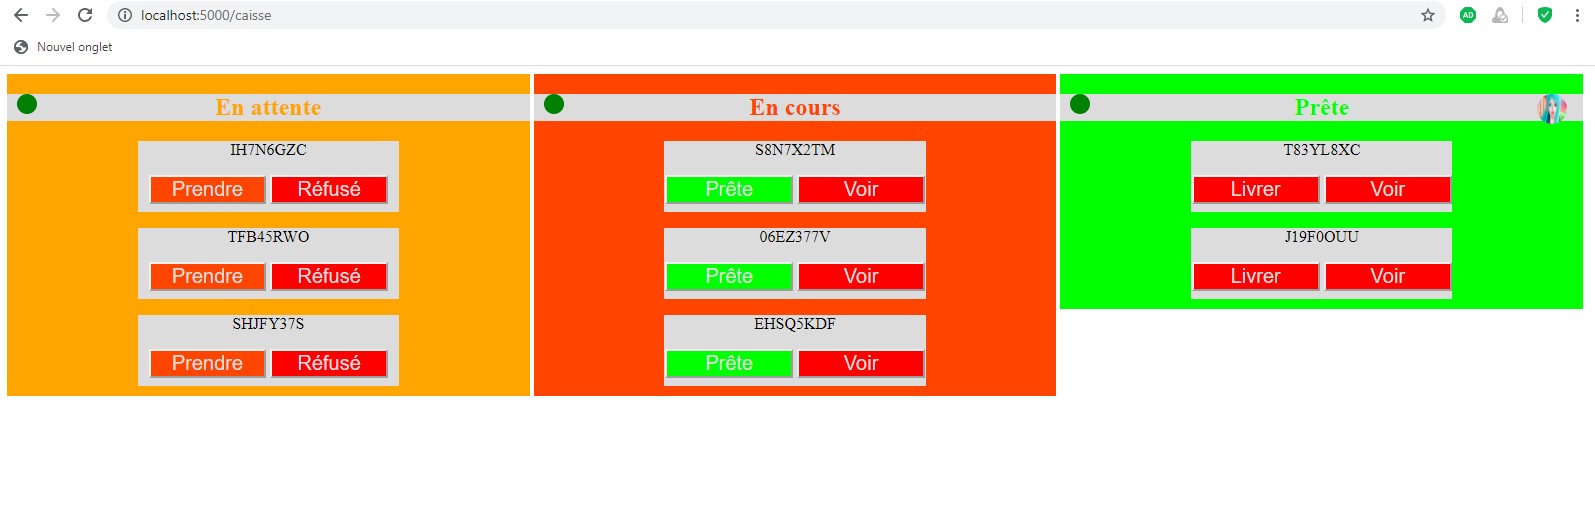 localhost:5000/caisse
AD
Nouvel onglet
En attente
IH7N6GZC
Prendre Réfusé
TFB45RWO
Prendre Réfusé
SHJFY37S
Prendre Réfusé
En cours
S8N7X2TM
Prête Voir
06EZ377V
Prête Voir
EHSQ5KDF
Prête Voir
Prête
T83YL8XC
Livrer Voir
J19F0OUU
Livrer Voir